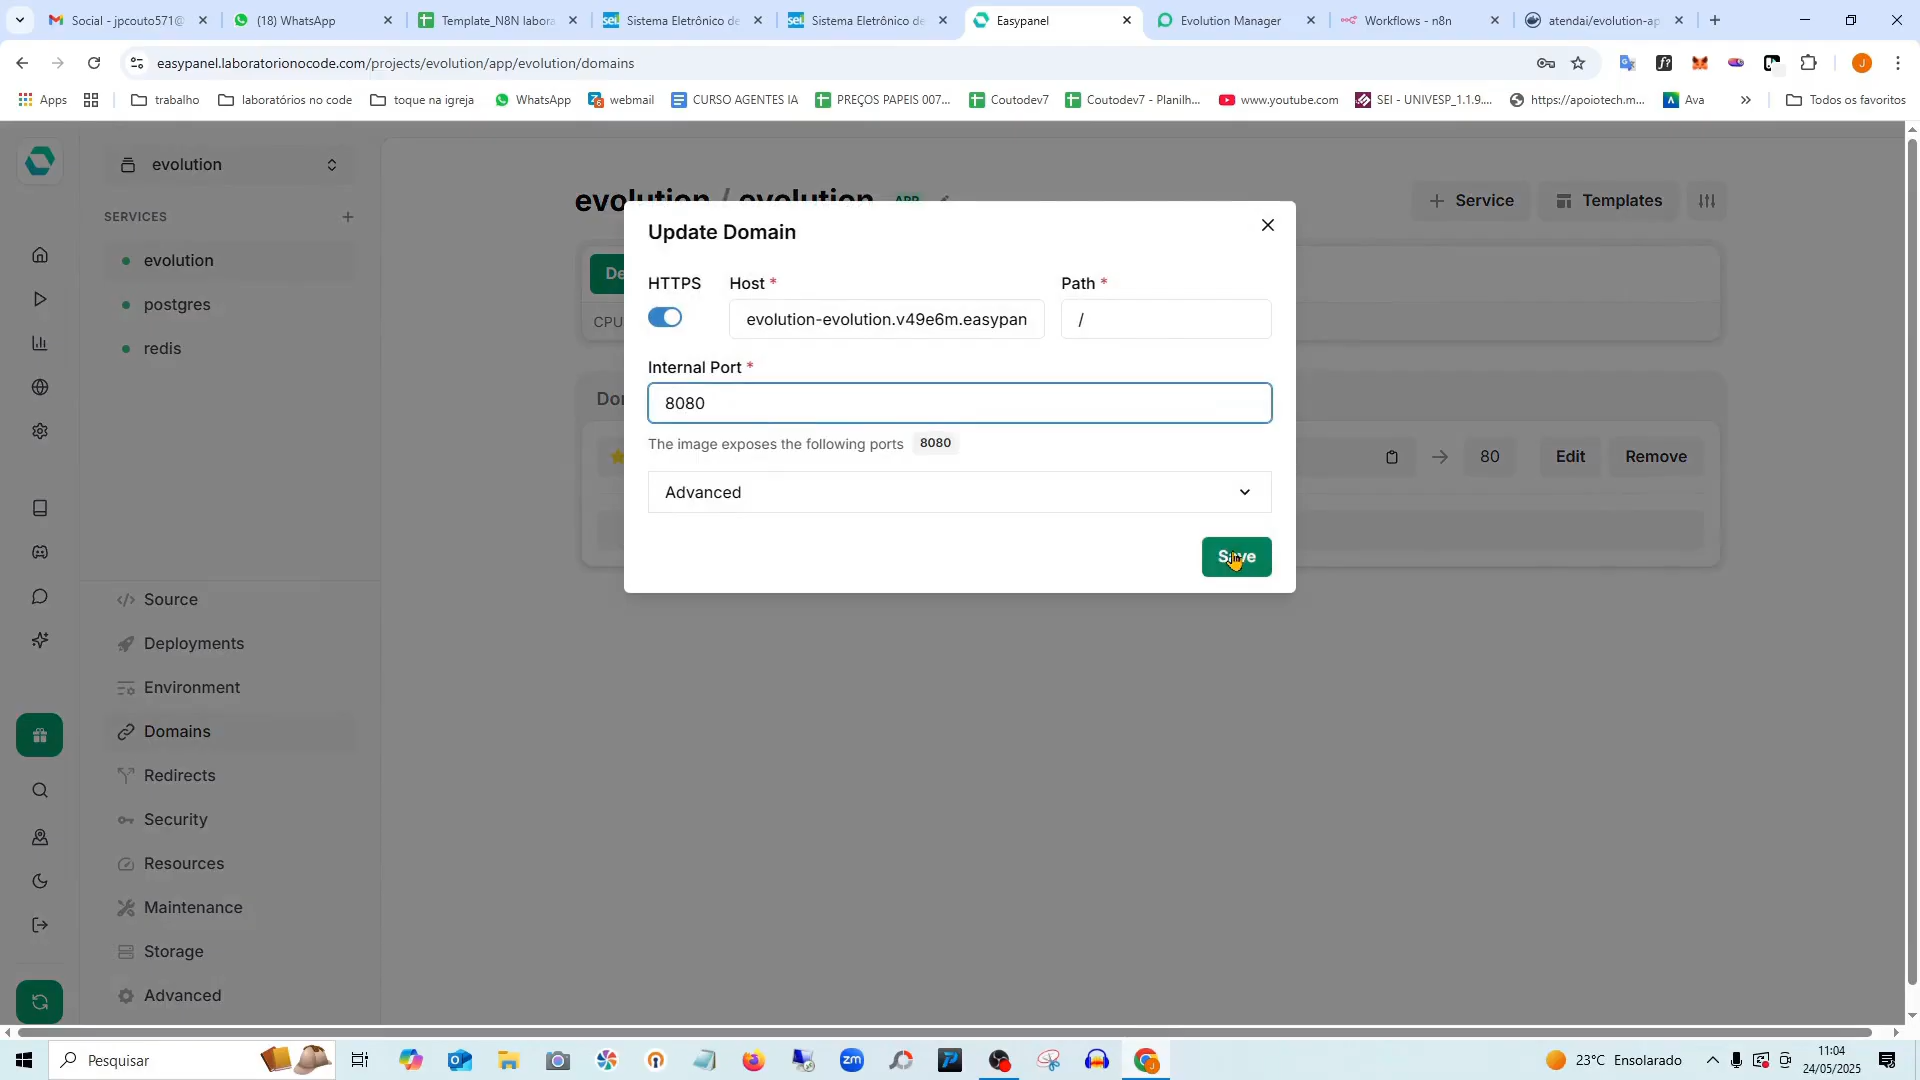 Social - jpcouto571@
(18) WhatsApp
Template_N8N labora
Sistema Eletrônico de
Sistema Eletrônico de
Easypanel
Evolution Manager
Workflows - n8n
atendai/evolution-ap
easypanel.laboratorionocode.com/projects/evolution/app/evolution/domains
Apps
trabalho
laboratórios no code
toque na igreja
WhatsApp
webmail
CURSO AGENTES IA
PREÇOS PAPEIS 007...
Coutodev7
Coutodev7 - Planilh...
www.youtube.com
SEI - UNIVESP_1.1.9....
https://apoiotech.m...
Ava
Todos os favoritos
evolution
SERVICES
evolution
postgres
redis
Source
Deployments
Environment
Domains
Redirects
Security
Resources
Maintenance
Storage
Advanced
evolution / evolution
APP
Service
Templates
De
CPU
Do
80
Edit
Remove
Update Domain
HTTPS
Host *
Path *
evolution-evolution.v49e6m.easypan
/
Internal Port *
8080
The image exposes the following ports 8080
Advanced
Save
Pesquisar
23°C Ensolarado
11:04
24/05/2025